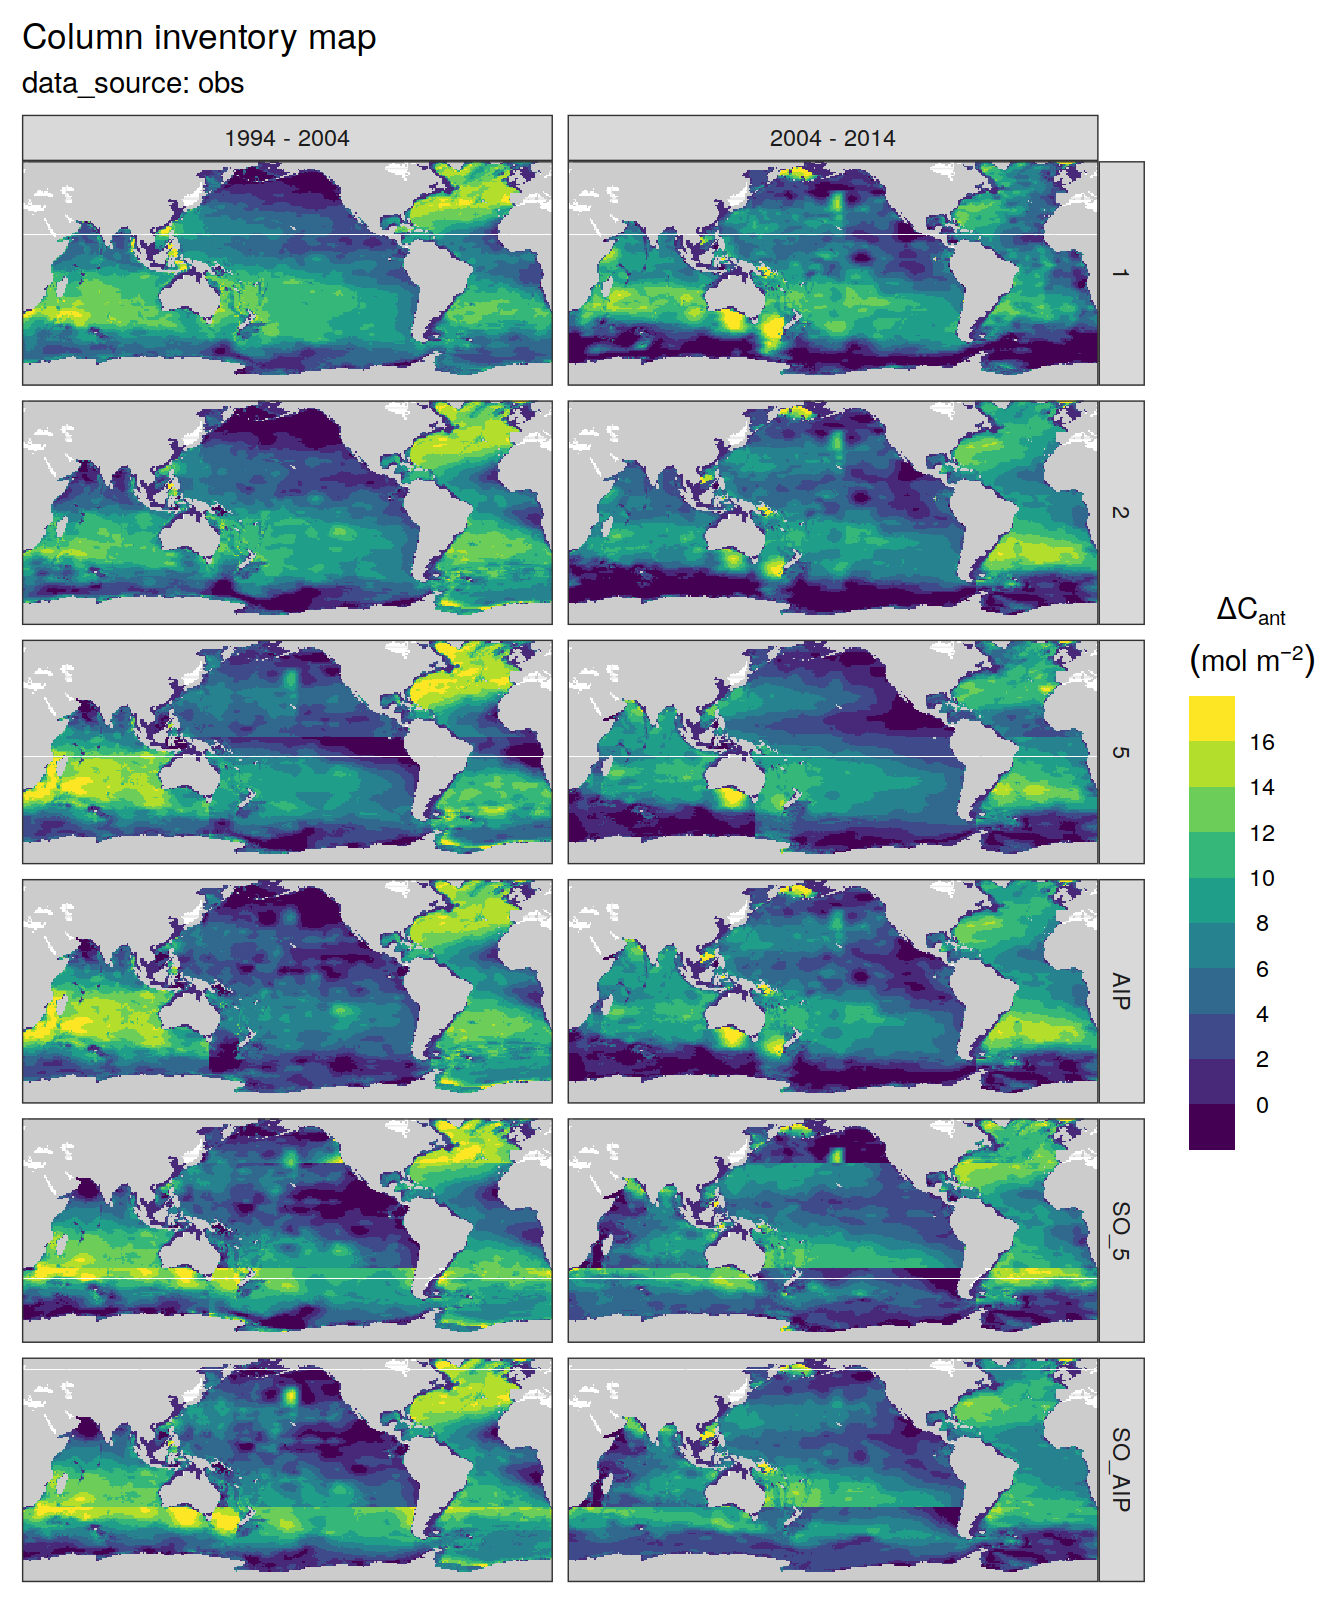 Column inventory map
data_source: obs
1994 - 2004
2004 - 2014
1
2
5
AIP
SO_5
SO_AIP
ΔCant
(mol m−2)
16
14
12
10
8
6
4
2
0